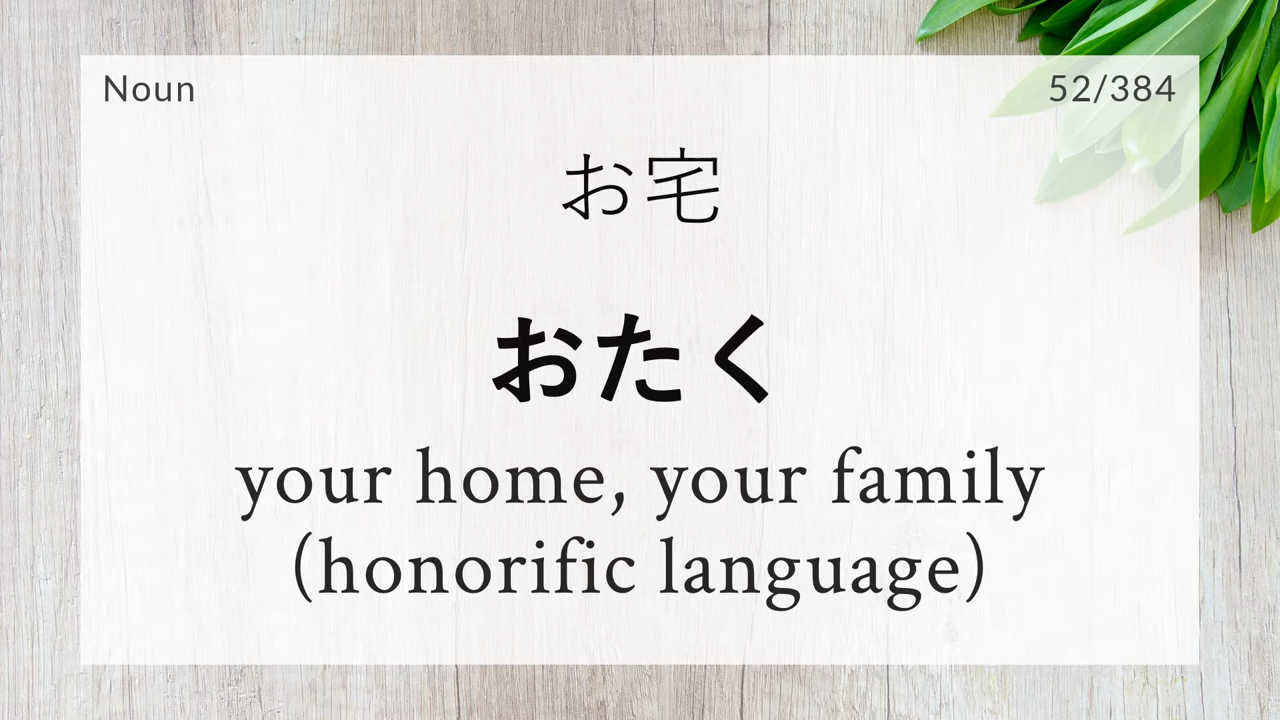 Noun
52/384
お宅
おたく
your home, your family
(honorific language)